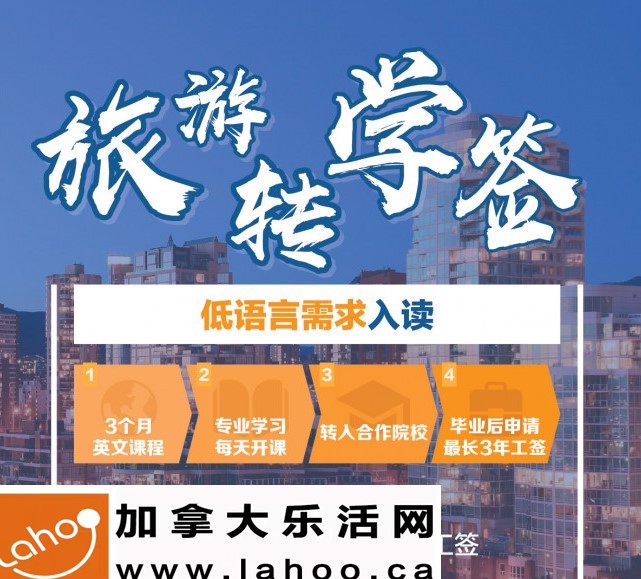 旅游转学签
低语言需求入读
1
3个月
英文课程
2
专业学习
每天开课
3
转入合作院校
4
毕业后申请
最长3年工签
工签
Lahoo
加拿大乐活网
www.lahoo.ca